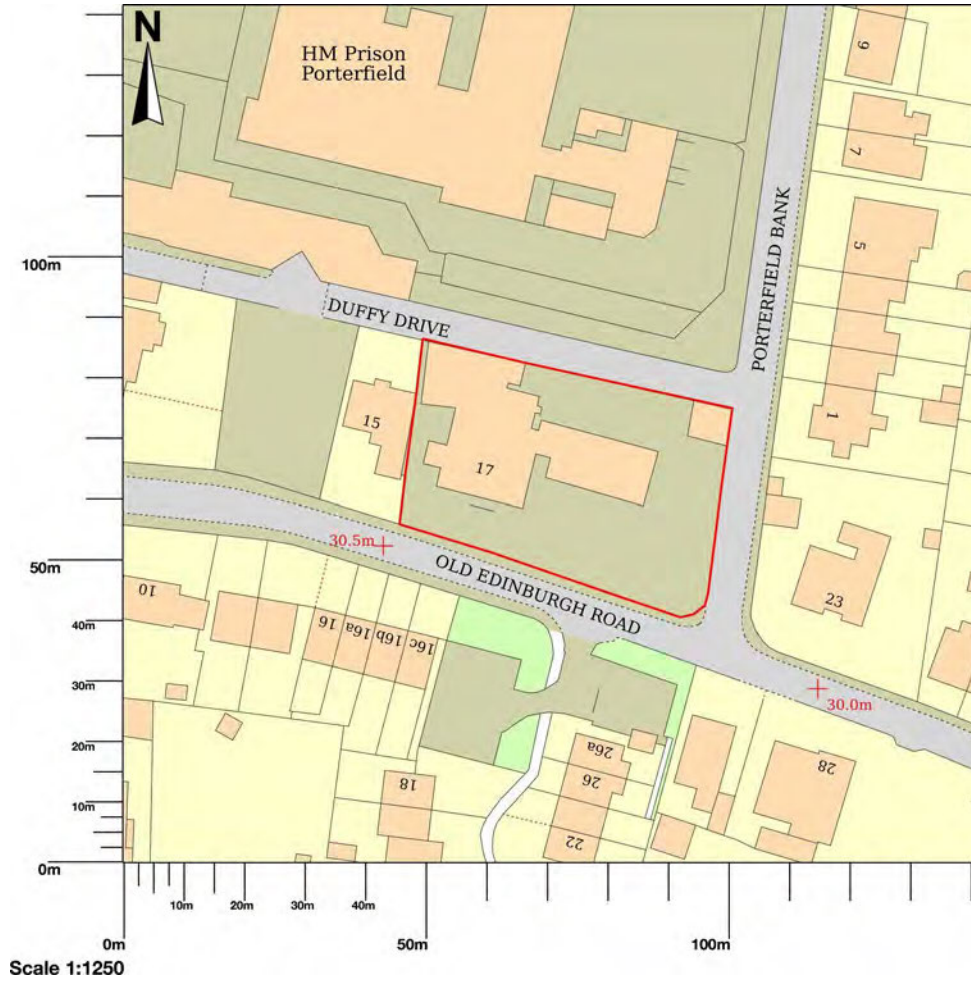 N
HM Prison
Porterfield
9
7
PORTERFIELD BANK
5
100m
DUFFY DRIVE
1
15
17
30.5m
50m
OLD EDINBURGH ROAD
10
23
40m
16
16a
16b
16c
30m
30.0m
20m
26a
28
26
18
10m
22
0m
10m
20m
30m
40m
0m
50m
100m
Scale 1:1250